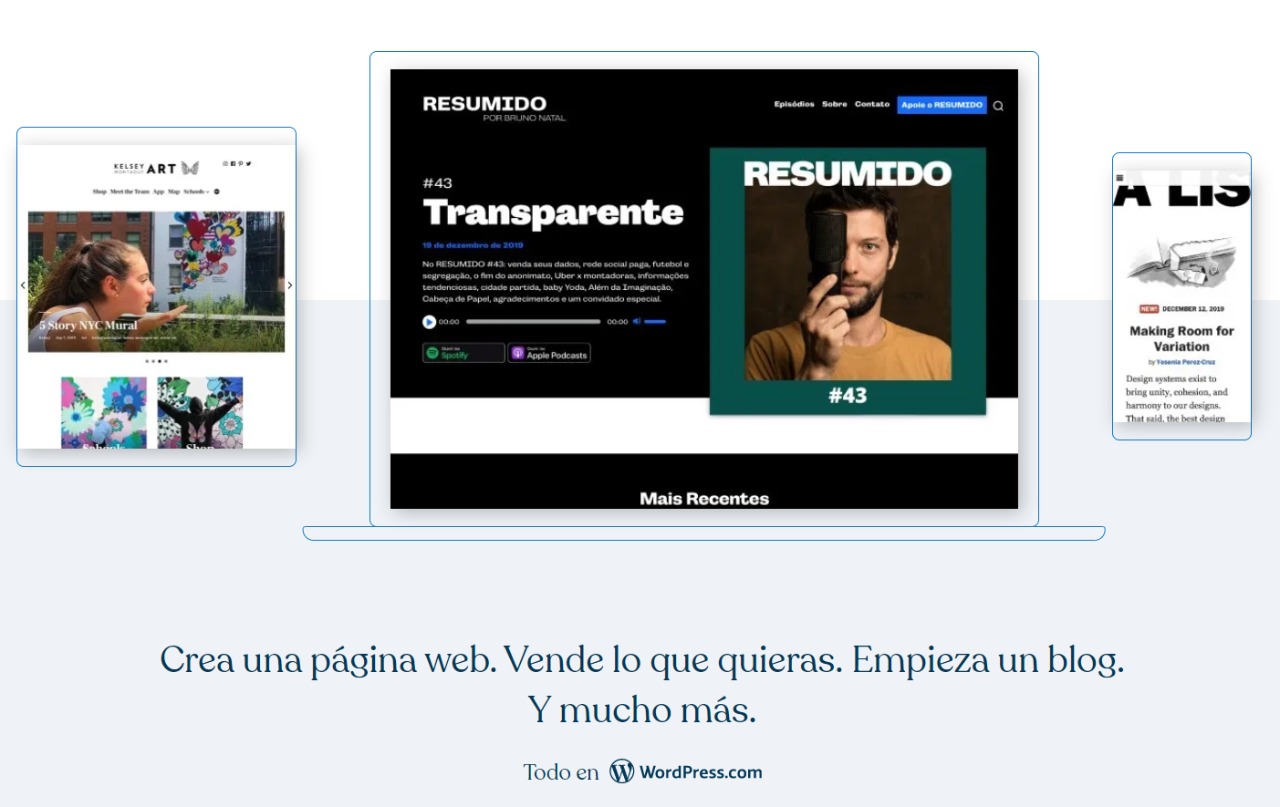 KELSEY
MONTAGUE
ART
Shop Meet the Team App Map Schools
5 Story NYC Mural
Schools
Shop
RESUMIDO
POR BRUNO NATAL
Episódios Sobre Contato Apoie o RESUMIDO
#43
Transparente
19 de dezembro de 2019
No RESUMIDO #43: venda seus dados, rede social paga, futebol e
segregação, o fim do anonimato, Uber x montadoras, informações
tendenciosas, cidade partida, baby Yoda, Além da Imaginação,
Cabeça de Papel, agradecimentos e um convidado especial.
00:00 00:00
Spotify
Apple Podcasts
RESUMIDO
#43
Mais Recentes
A LIS
NEW! DECEMBER 12, 2019
Making Room for
Variation
by Yesenia Perez-Cruz
Design systems exist to
bring unity, cohesion, and
harmony to our designs.
That said, the best design
Crea una página web. Vende lo que quieras. Empieza un blog.
Y mucho más.
Todo en WordPress.com